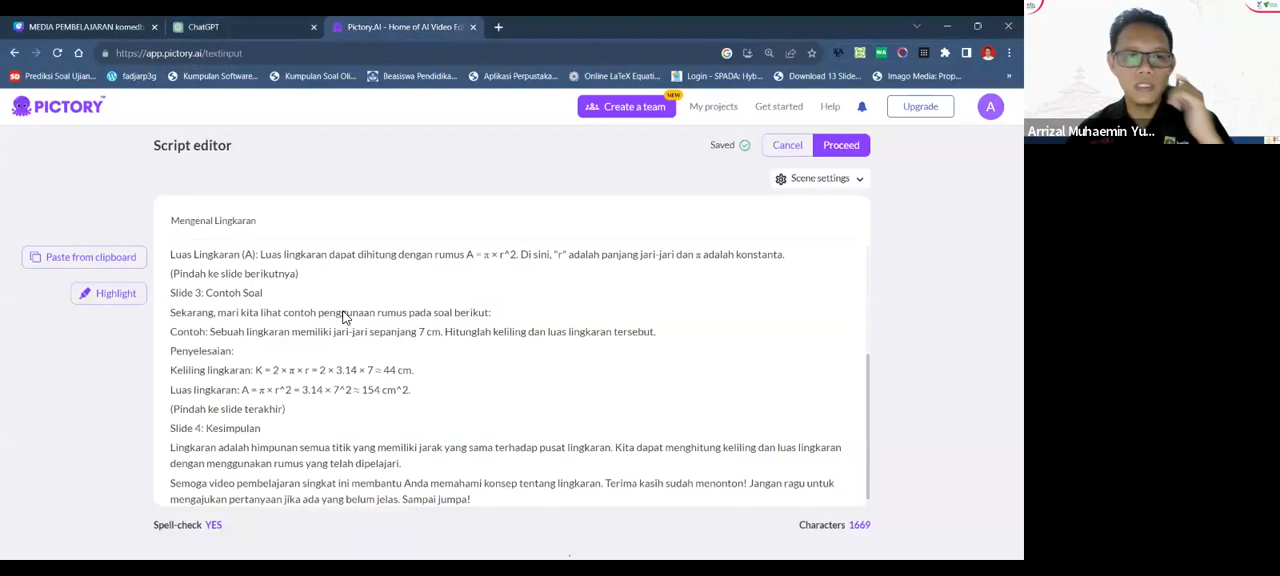 MEDIA PEMBELAJARAN komedi
ChatGPT
Pictory.AI - Home of AI Video Edi
https://app.pictory.ai/textinput
Prediksi Soal Ujian...
fadjarp3g
Kumpulan Software...
Kumpulan Soal Oli...
Beasiswa Pendidika...
Aplikasi Perpustaka...
Online LaTeX Equati...
Login - SPADA: Hyb...
Download 13 Slide...
Imago Media: Prop...
PICTORY
Create a team
NEW
My projects
Get started
Help
Upgrade
A
Arrizal Muhaemin Yu...
Script editor
Saved
Cancel
Proceed
Scene settings
Mengenal Lingkaran
Paste from clipboard
Highlight
Luas Lingkaran (A): Luas lingkaran dapat dihitung dengan rumus A = π × r^2. Di sini, "r" adalah panjang jari-jari dan π adalah konstanta.
(Pindah ke slide berikutnya)
Slide 3: Contoh Soal
Sekarang, mari kita lihat contoh penggunaan rumus pada soal berikut:
Contoh: Sebuah lingkaran memiliki jari-jari sepanjang 7 cm. Hitunglah keliling dan luas lingkaran tersebut.
Penyelesaian:
Keliling lingkaran: K = 2 × π × r = 2 × 3.14 × 7 ≈ 44 cm.
Luas lingkaran: A = π × r^2 = 3.14 × 7^2 ≈ 154 cm^2.
(Pindah ke slide terakhir)
Slide 4: Kesimpulan
Lingkaran adalah himpunan semua titik yang memiliki jarak yang sama terhadap pusat lingkaran. Kita dapat menghitung keliling dan luas lingkaran
dengan menggunakan rumus yang telah dipelajari.
Semoga video pembelajaran singkat ini membantu Anda memahami konsep tentang lingkaran. Terima kasih sudah menonton! Jangan ragu untuk
mengajukan pertanyaan jika ada yang belum jelas. Sampai jumpa!
Spell-check YES
Characters 1669